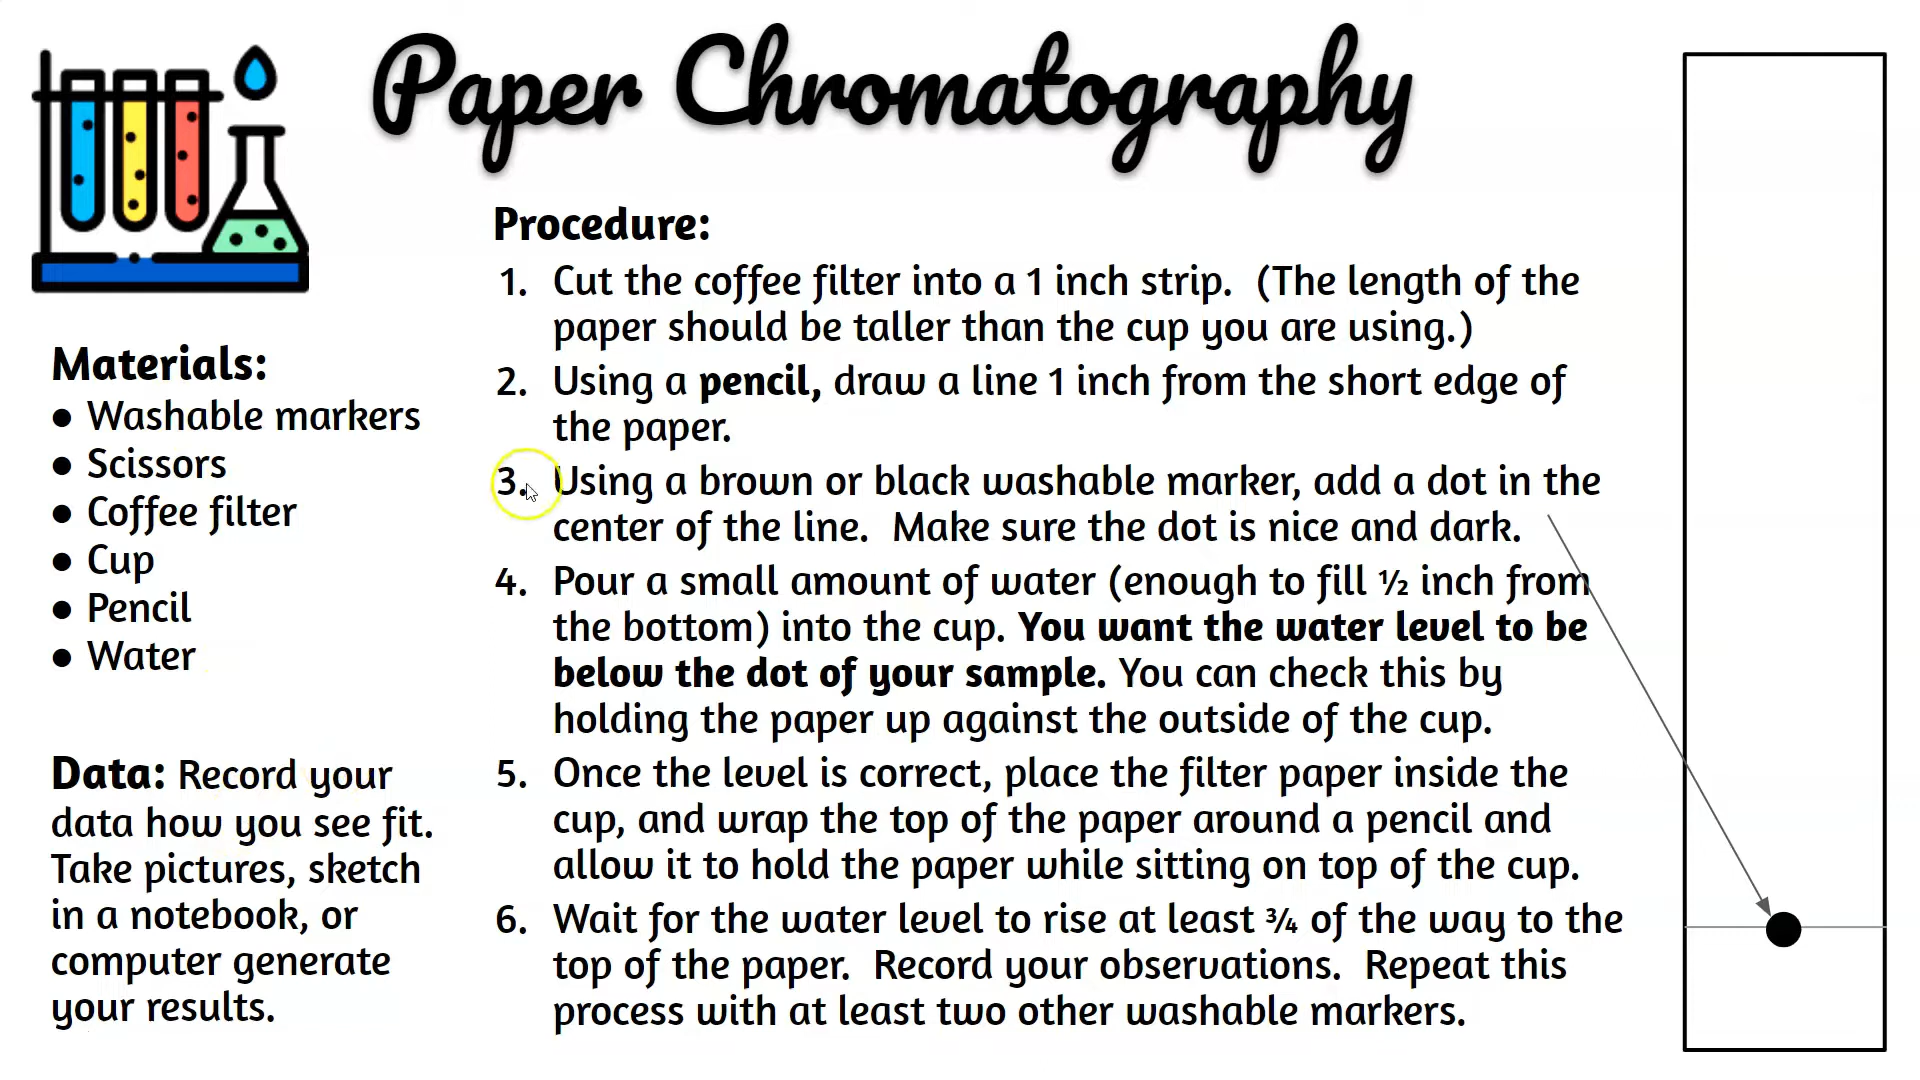 Paper Chromatography
Materials:
● Washable markers
● Scissors
● Coffee filter
● Cup
● Pencil
● Water
Data: Record your
data how you see fit.
Take pictures, sketch
in a notebook, or
computer generate
your results.
Procedure:
1. Cut the coffee filter into a 1 inch strip. (The length of the
paper should be taller than the cup you are using.)
2. Using a pencil, draw a line 1 inch from the short edge of
the paper.
3. Using a brown or black washable marker, add a dot in the
center of the line. Make sure the dot is nice and dark.
4. Pour a small amount of water (enough to fill ½ inch from
the bottom) into the cup. You want the water level to be
below the dot of your sample. You can check this by
holding the paper up against the outside of the cup.
5. Once the level is correct, place the filter paper inside the
cup, and wrap the top of the paper around a pencil and
allow it to hold the paper while sitting on top of the cup.
6. Wait for the water level to rise at least ¾ of the way to the
top of the paper. Record your observations. Repeat this
process with at least two other washable markers.